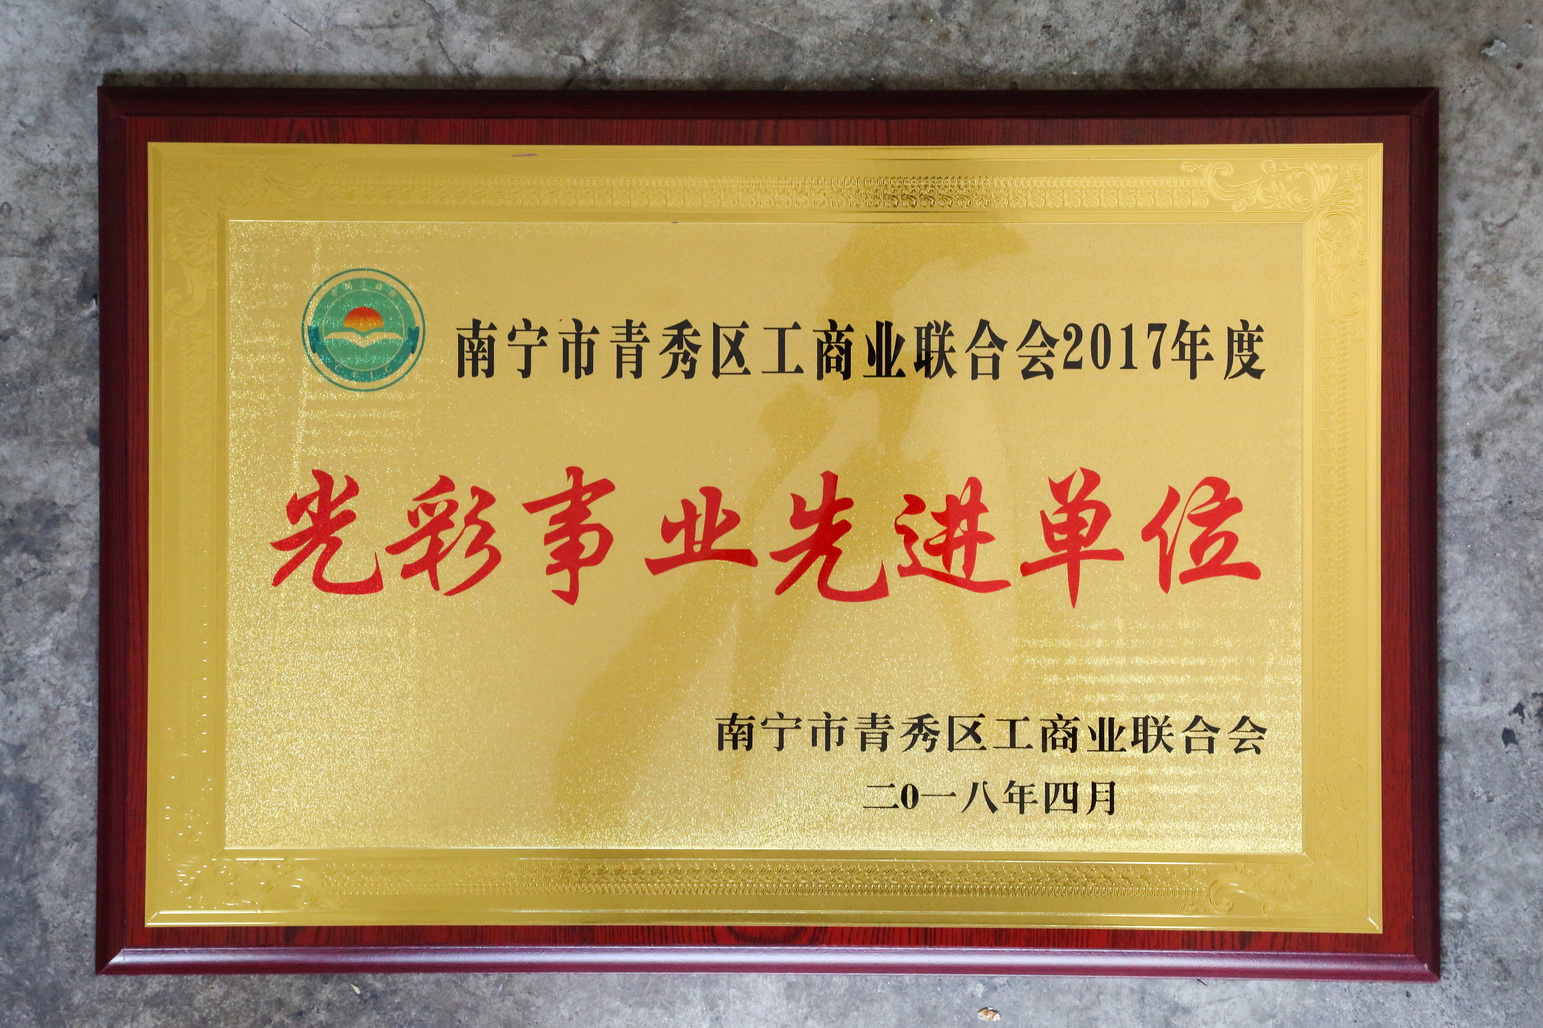 南宁市青秀区工商业联合会2017年度
光彩事业先进单位
南宁市青秀区工商业联合会
二0一八年四月